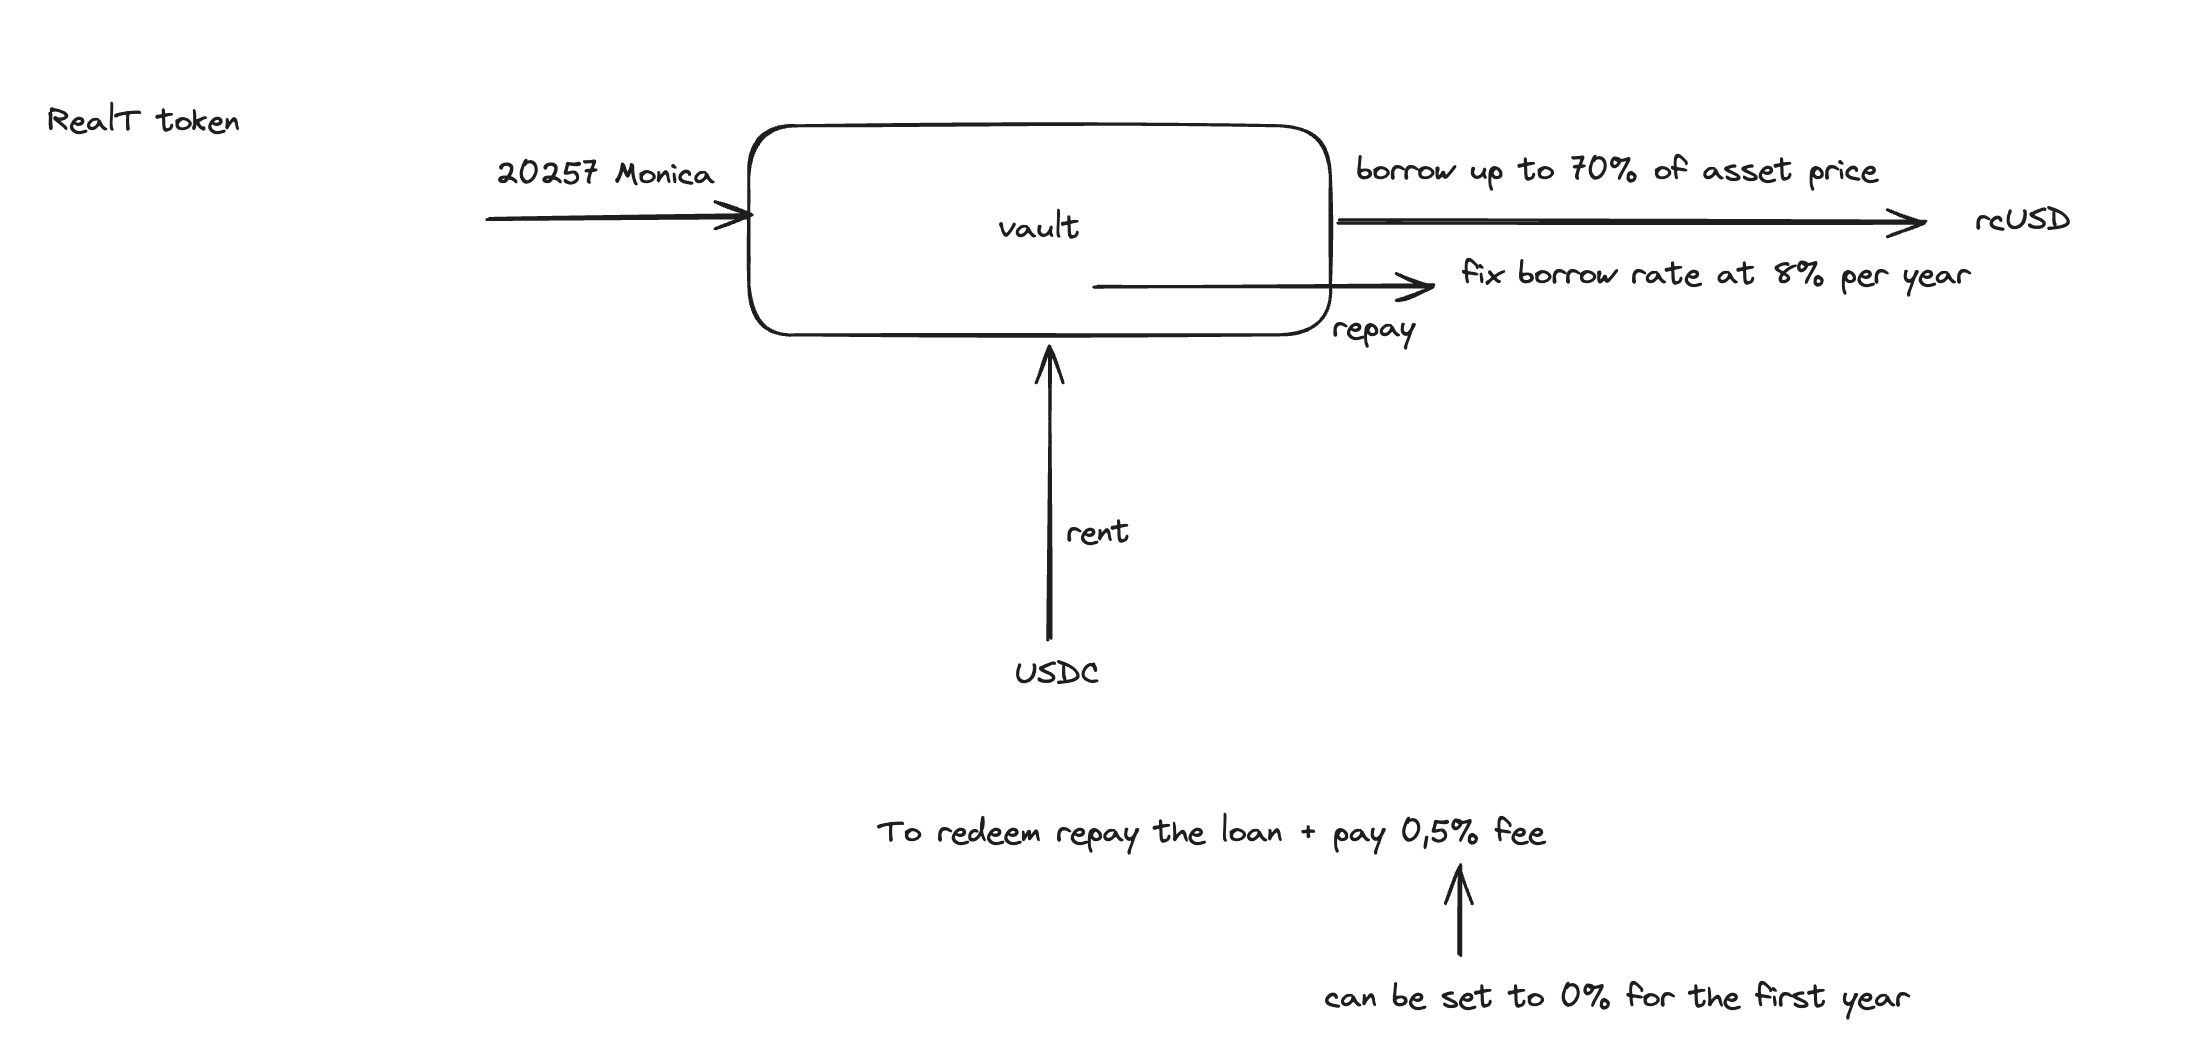 RealT token
20257 Monica
vault
borrow up to 70% of asset price
rcUSD
fix borrow rate at 8% per year
repay
rent
USDC
To redeem repay the loan + pay 0,5% fee
can be set to 0% for the first year